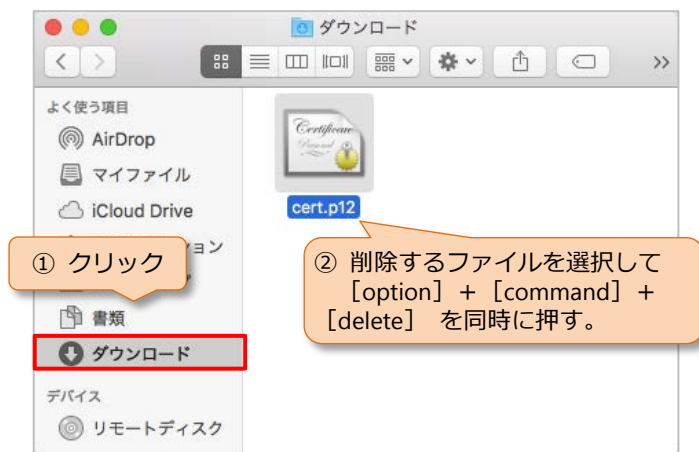 ダウンロード
よく使う項目
AirDrop
マイファイル
iCloud Drive
ション
① クリック
書類
ダウンロード
デバイス
リモートディスク
Certificate
cert.p12
② 削除するファイルを選択して
［option］＋［command］＋
［delete］ を同時に押す。